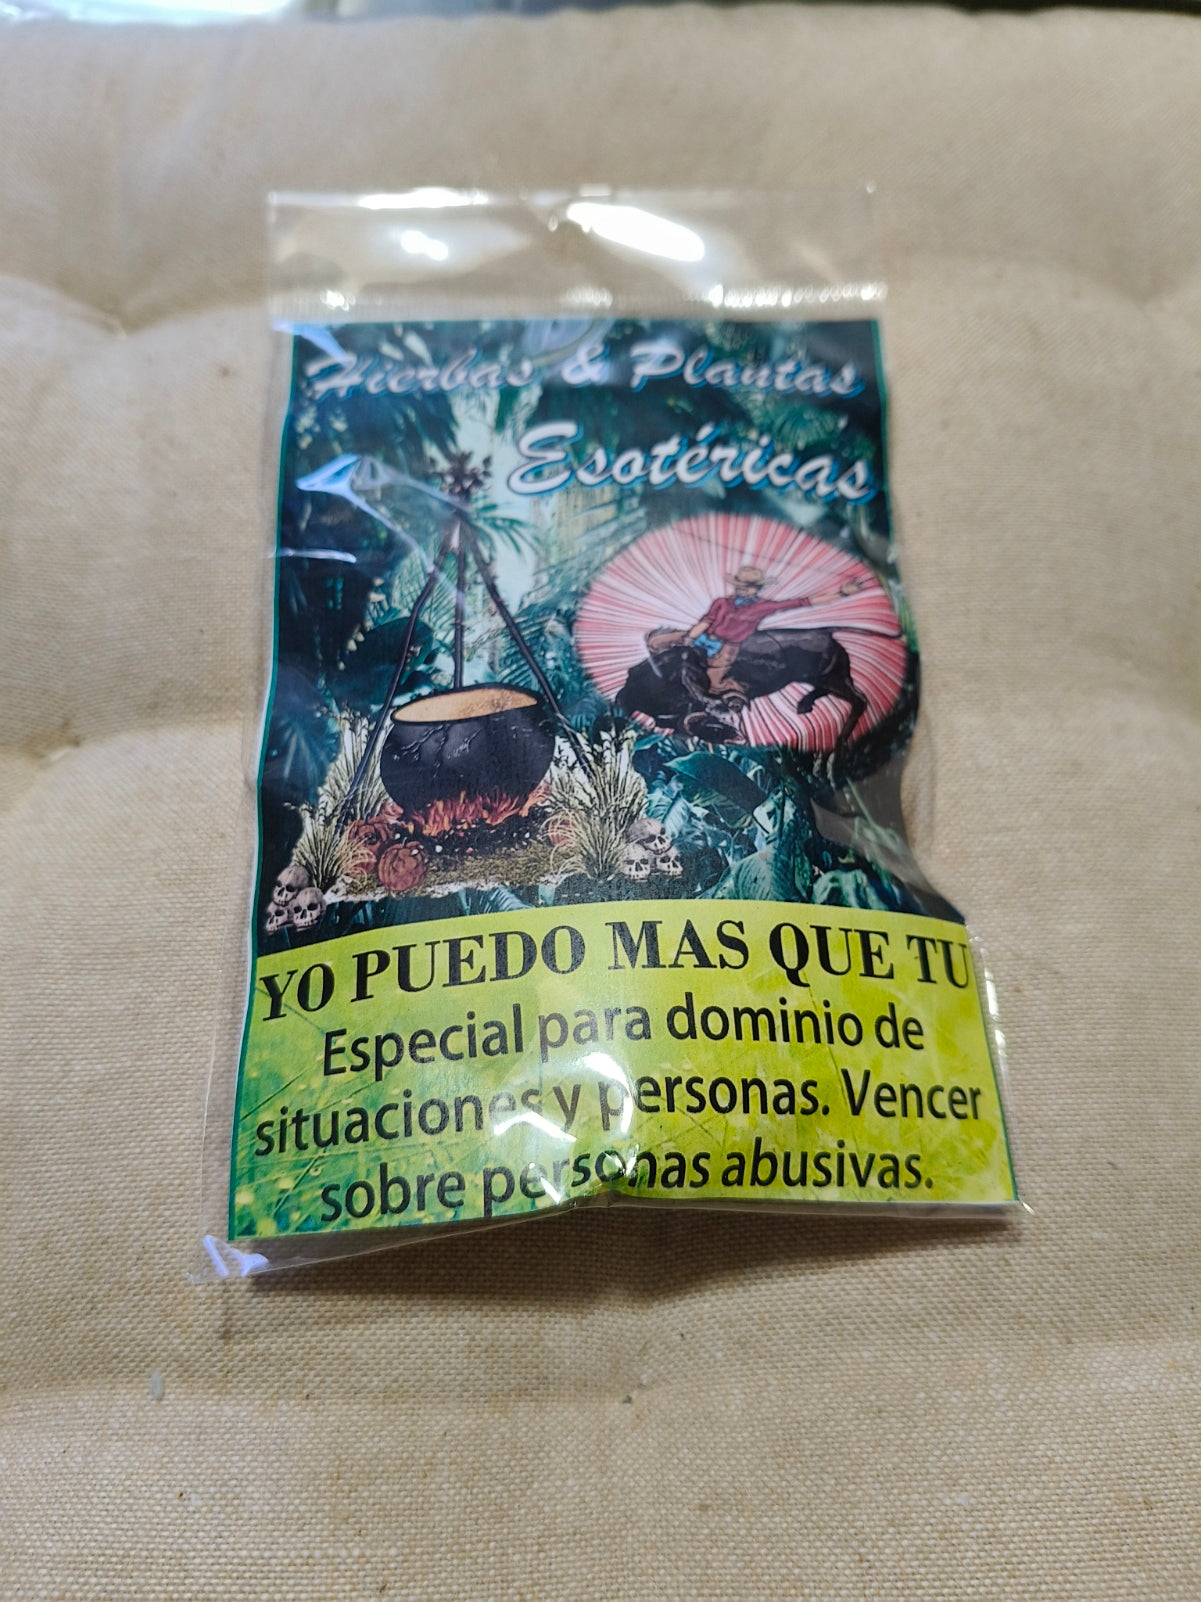 Hierbas & Plantas
Esotéricas
YO PUEDO MAS QUE TU
Especial para dominio de
situaciones y personas. Vencer
sobre personas abusivas.